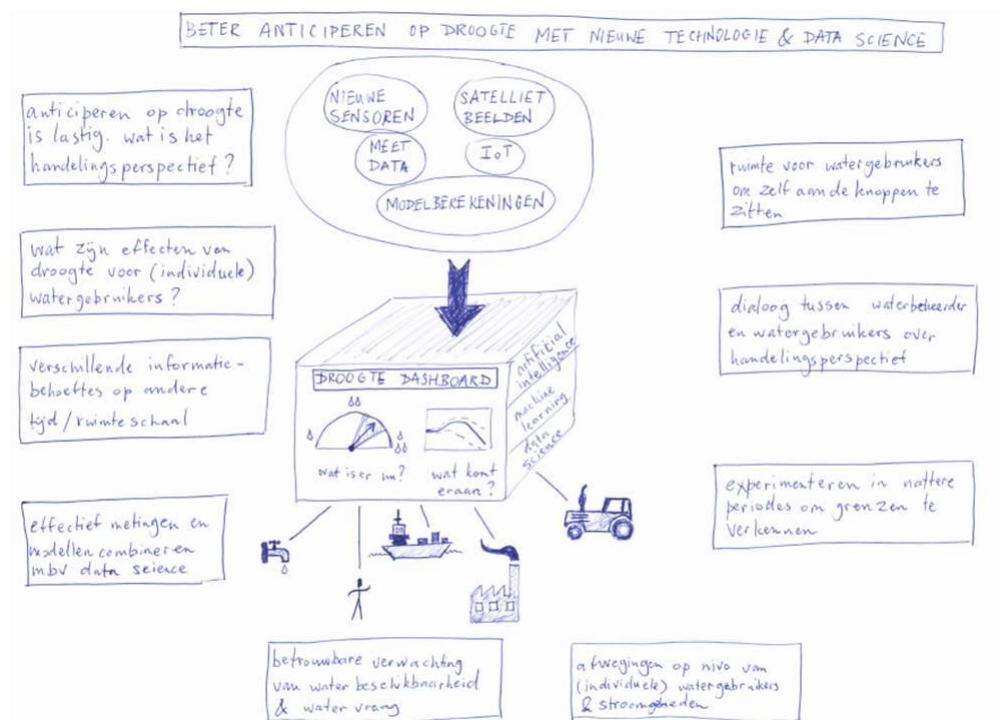 BETER ANTICIPEREN OP DROOGTE MET NIEUWE TECHNOLOGIE & DATA SCIENCE
NIEUWE
SENSOREN
SATELLIET
BEELDEN
MEET
DATA
IoT
MODELBEREKENINGEN
anticiperen op droogte
is lastig. wat is het
handelingsperspectief?
wat zijn effecten van
droogte voor (individuele)
watergebruikers?
verschillende informatie-
behoeftes op andere
tijd/ruimteschaal
effectief metingen en
modellen combineren
mbv data science
DROOGTE DASHBOARD
wat is er nu?
wat komt
eraan?
artificial
intelligence
machine
learning
data
science
ruimte voor watergebruikers
om zelf aan de knoppen te
zitten
dialoog tussen waterbeheerder
en watergebruikers over
handelingsperspectief
experimenteren in nattere
periodes om grenzen te
verkennen
betrouwbare verwachting
van waterbeschikbaarheid
& water vraag
afwegingen op nivo van
(individuele) watergebruikers
& stroomgebieden